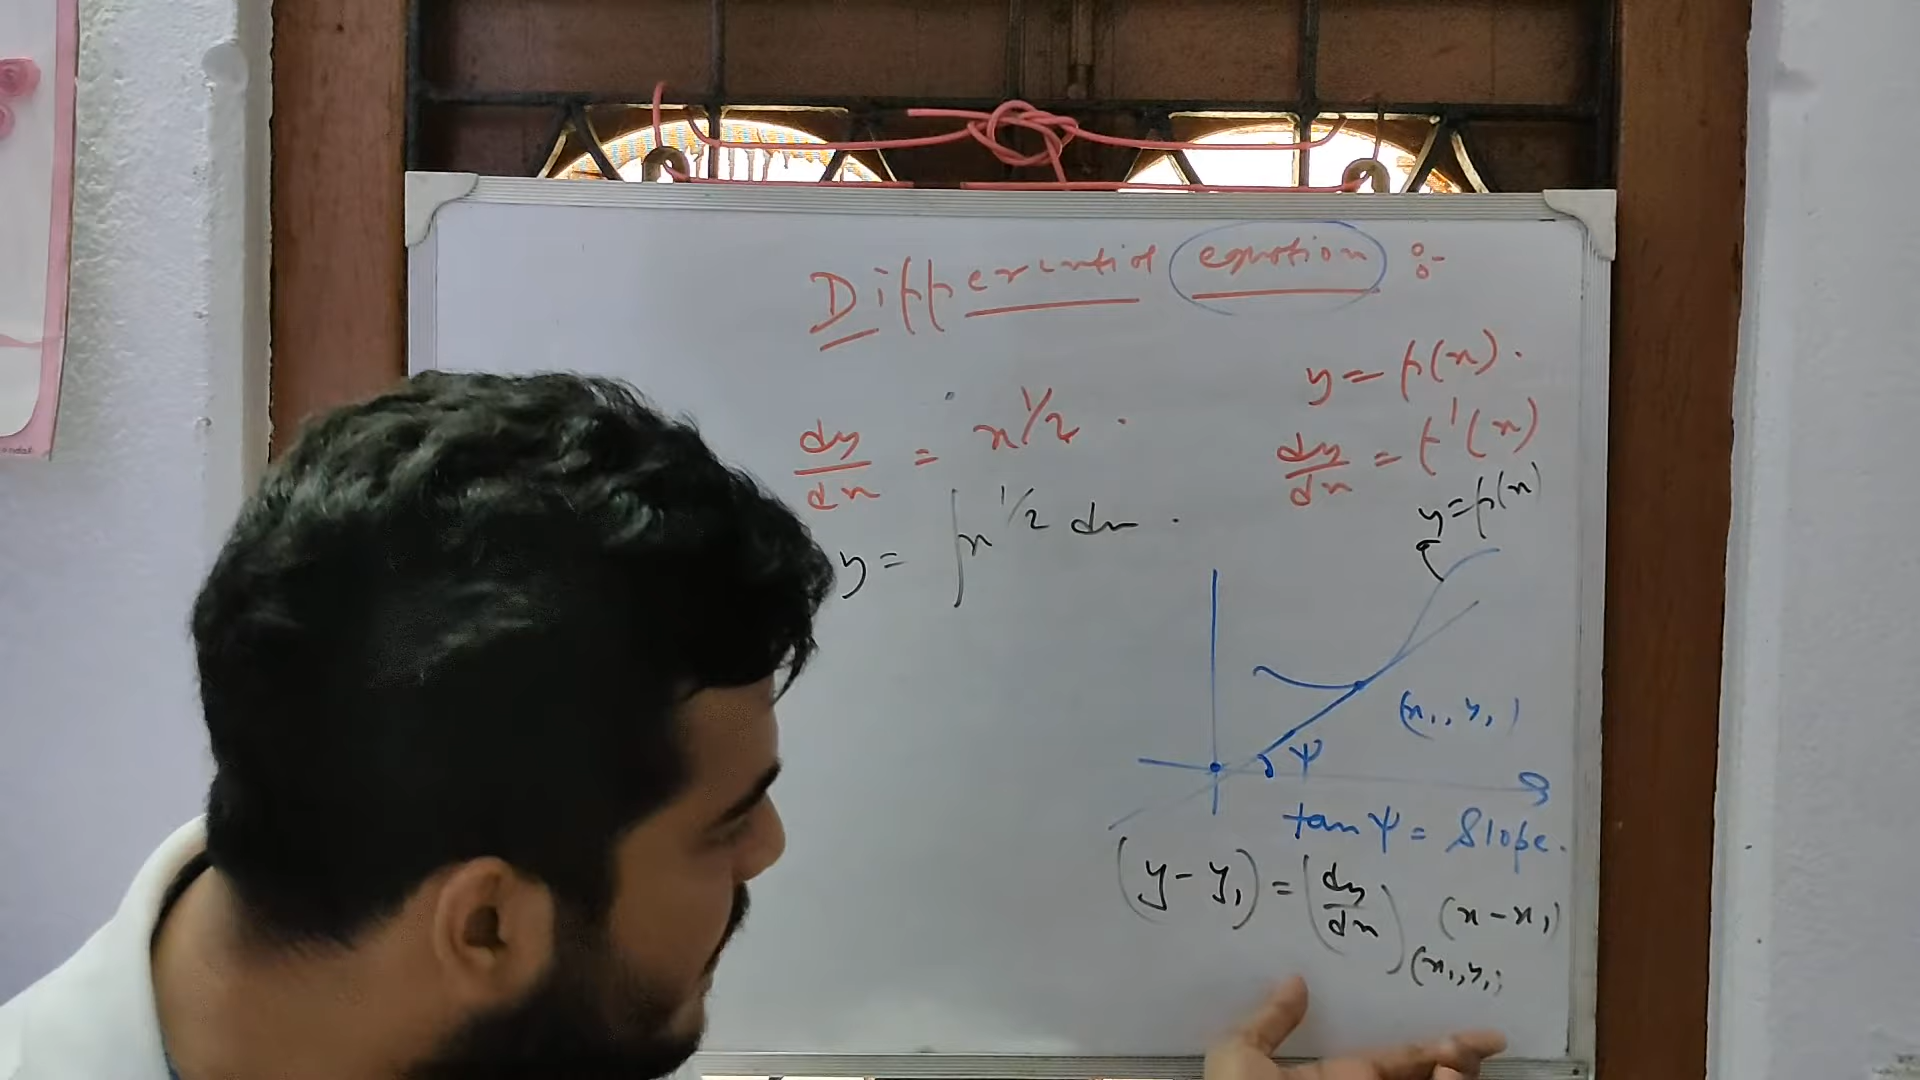 Differential equation :-
dy/dx = x^1/2 .
y = ∫x^1/2 dx .
y = f(x) .
dy/dx = f'(x)
y = f(x)
(x₁, y₁)
ψ
tan ψ = Slope .
(y - y₁) = (dy/dx)(x₁, y₁) (x - x₁)